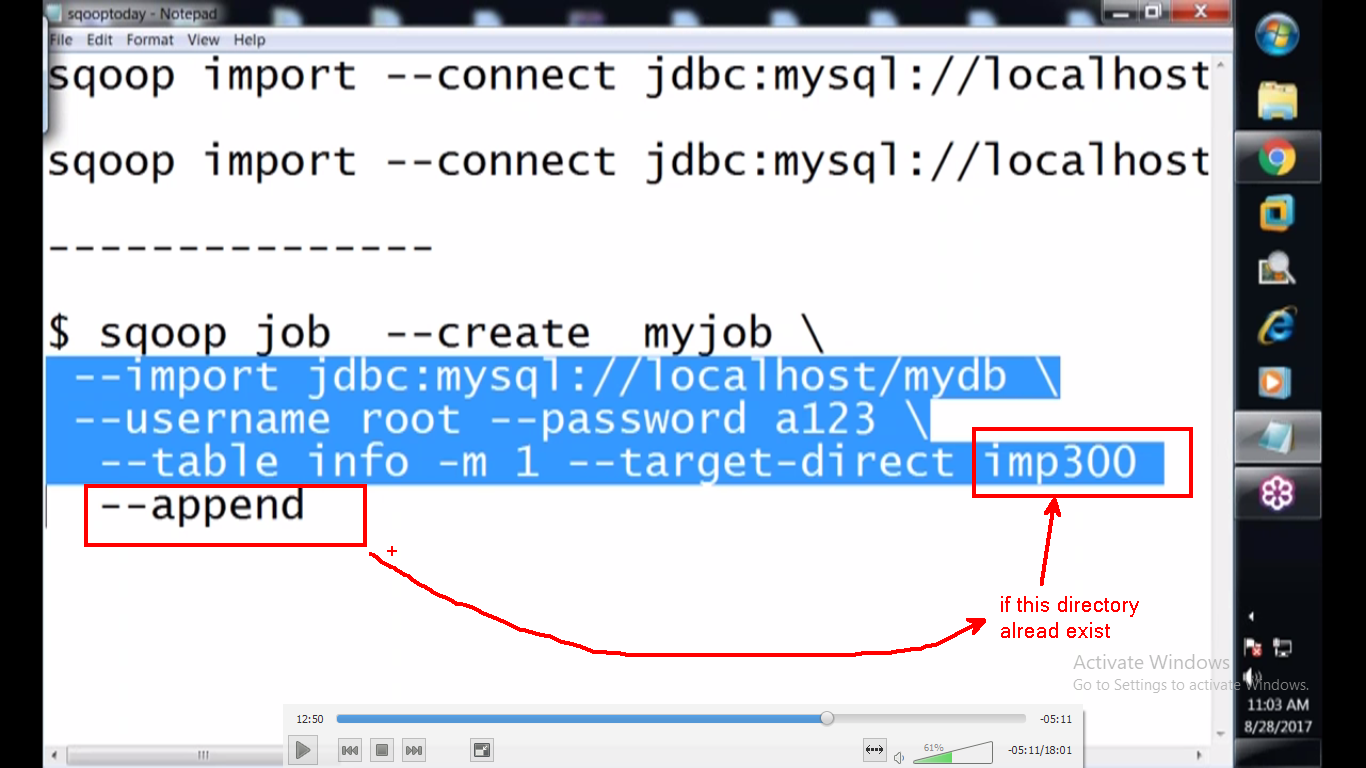 sqooptoday - Notepad
File Edit Format View Help
sqoop import --connect jdbc:mysql://localhost
sqoop import --connect jdbc:mysql://localhost
---------------
$ sqoop job --create myjob \
--import jdbc:mysql://localhost/mydb \
--username root --password a123 \
--table info -m 1 --target-direct imp300
--append
if this directory
alread exist
Activate Windows
Go to Settings to activate Windows.
11:03 AM
8/28/2017
12:50
-05:11
61%
-05:11/18:01